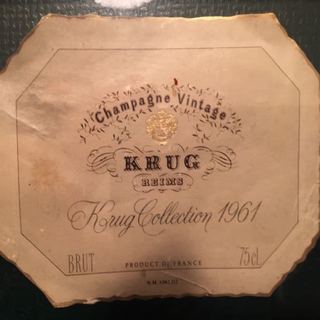 Champagne Vintage
KRUG
REIMS
Krug Collection 1961
BRUT
75cl
PRODUCT OF FRANCE